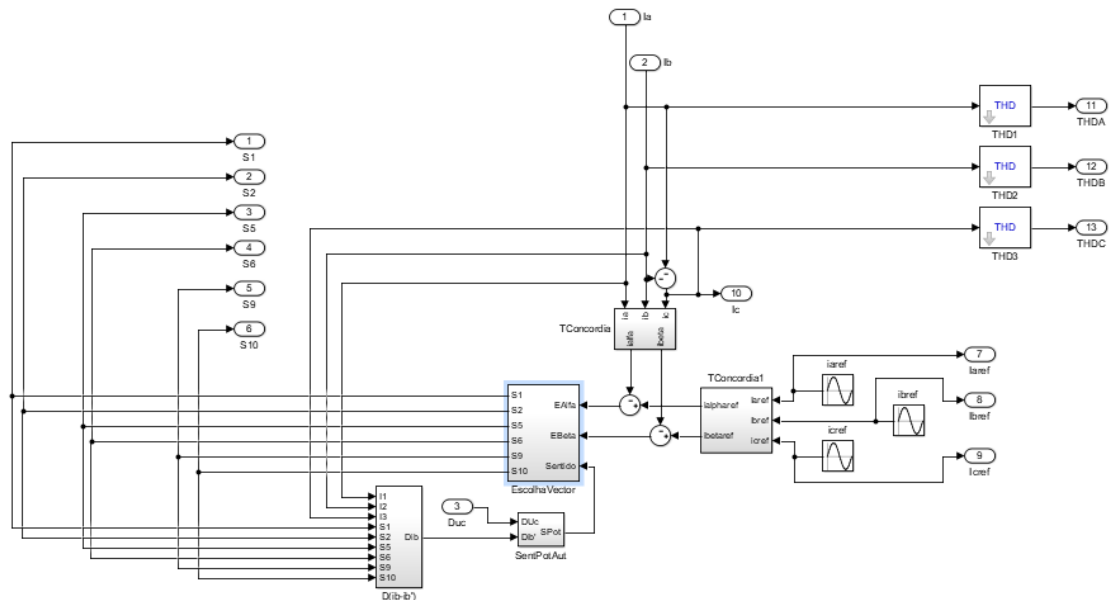 1
Ia
2
Ib
THD
11
THD1
THDA
THD
12
THD2
THDB
THD
13
THD3
THDC
1
S1
2
S2
3
S5
4
S6
5
S9
6
S10
- -
10
Ic
ia
ib
ic
TConcordia
ialfa
ibeta
- +
- +
TConcordia1
Iaref
Ibref
icref
Ialpharef
Ibetaref
iaref
ibref
icref
7
Iaref
8
Ibref
9
Icref
S1
S2
S5
S6
S9
S10
EAlfa
EBeta
Sentido
EscolhaVector
I1
I2
I3
S1
S2
S5
S6
S9
S10
DIb
D(ib-ib')
3
Duc
DUc
DIb'
SPot
SentPotAut